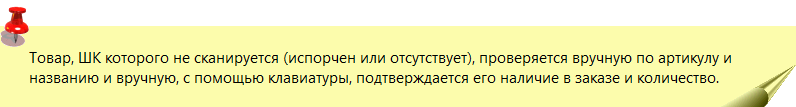 Товар, ШК которого не сканируется (испорчен или отсутствует), проверяется вручную по артикулу и
названию и вручную, с помощью клавиатуры, подтверждается его наличие в заказе и количество.